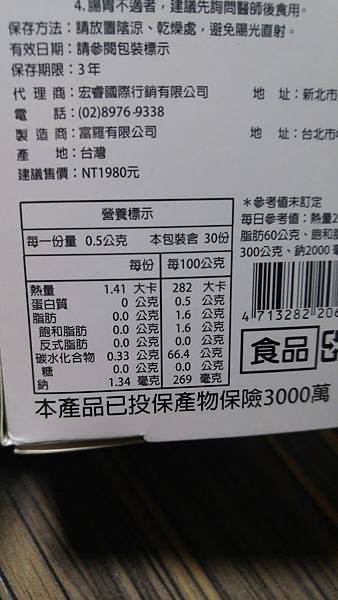 4. 腸胃不適者，建議先詢問醫師後食用。
保存方法：請放置陰涼、乾燥處，避免陽光直射。
有效日期：請參閱包裝標示
保存期限：3年
代理商：宏睿國際行銷有限公司 地址：新北市
電話：(02)8976-9338
製造商：富羅有限公司 地址：台北市
產地：台灣
建議售價：NT1980元
營養標示
每一份量 0.5公克 本包裝含 30份
每份 每100公克
熱量 1.41 大卡 282 大卡
蛋白質 0 公克 0.5 公克
脂肪 0.0 公克 1.6 公克
飽和脂肪 0.0 公克 1.6 公克
反式脂肪 0.0 公克 0.0 公克
碳水化合物 0.33 公克 66.4 公克
糖 0.0 公克 0.0 公克
鈉 1.34 毫克 269 毫克
＊參考值未訂定
每日參考值：熱量2
脂肪60公克、飽和脂
300公克、鈉2000 毫
4 713282 206
食品
本產品已投保產物保險3000萬